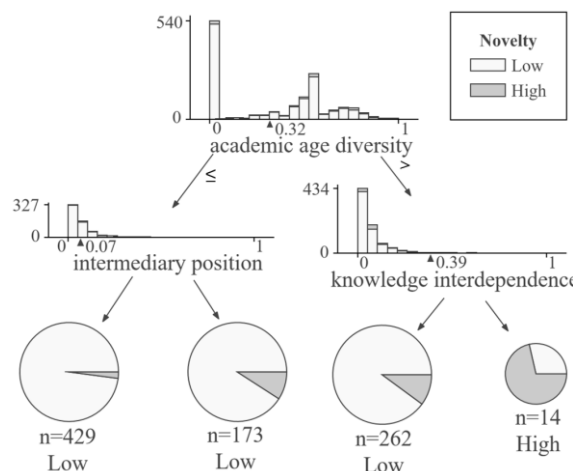 540
0
0
0.32
1
academic age diversity
Novelty
Low
High
≤
>
327
0
0
0.07
1
intermediary position
434
0
0
0.39
1
knowledge interdependence
n=429
Low
n=173
Low
n=262
Low
n=14
High